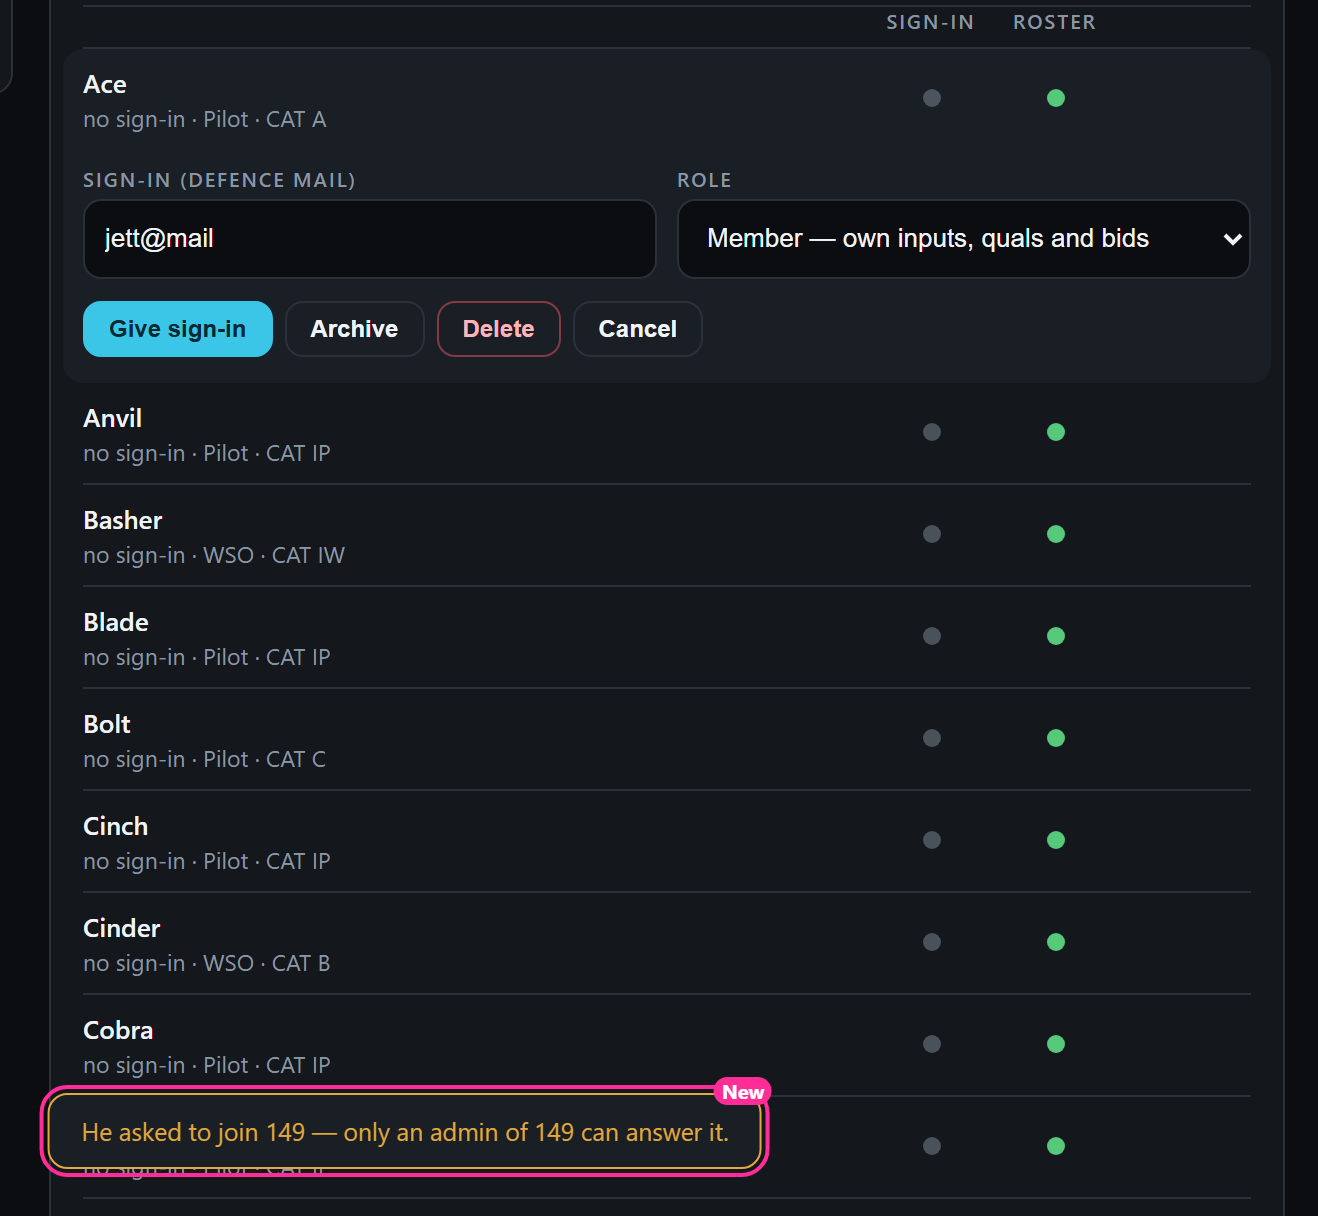 SIGN-IN ROSTER
Ace
no sign-in · Pilot · CAT A
SIGN-IN (DEFENCE MAIL) ROLE
jett@mail Member — own inputs, quals and bids
Give sign-in Archive Delete Cancel
Anvil
no sign-in · Pilot · CAT IP
Basher
no sign-in · WSO · CAT IW
Blade
no sign-in · Pilot · CAT IP
Bolt
no sign-in · Pilot · CAT C
Cinch
no sign-in · Pilot · CAT IP
Cinder
no sign-in · WSO · CAT B
Cobra
no sign-in · Pilot · CAT IP
New
He asked to join 149 — only an admin of 149 can answer it.